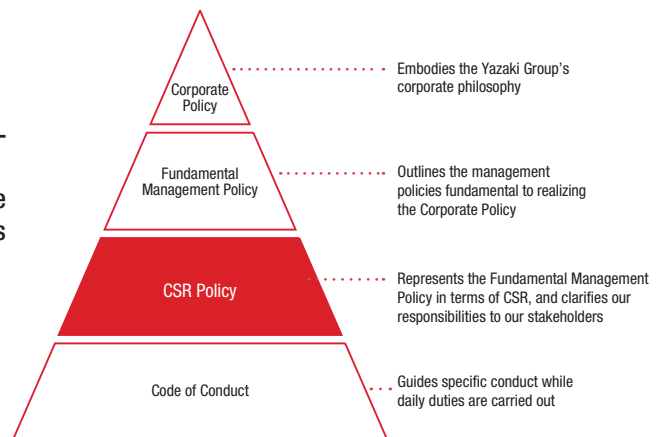 Corporate
Policy
Embodies the Yazaki Group's
corporate philosophy
-
Fundamental
Management Policy
Outlines the management
policies fundamental to realizing
the Corporate Policy
e
s
CSR Policy
Represents the Fundamental Management
Policy in terms of CSR, and clarifies our
responsibilities to our stakeholders
Code of Conduct
Guides specific conduct while
daily duties are carried out